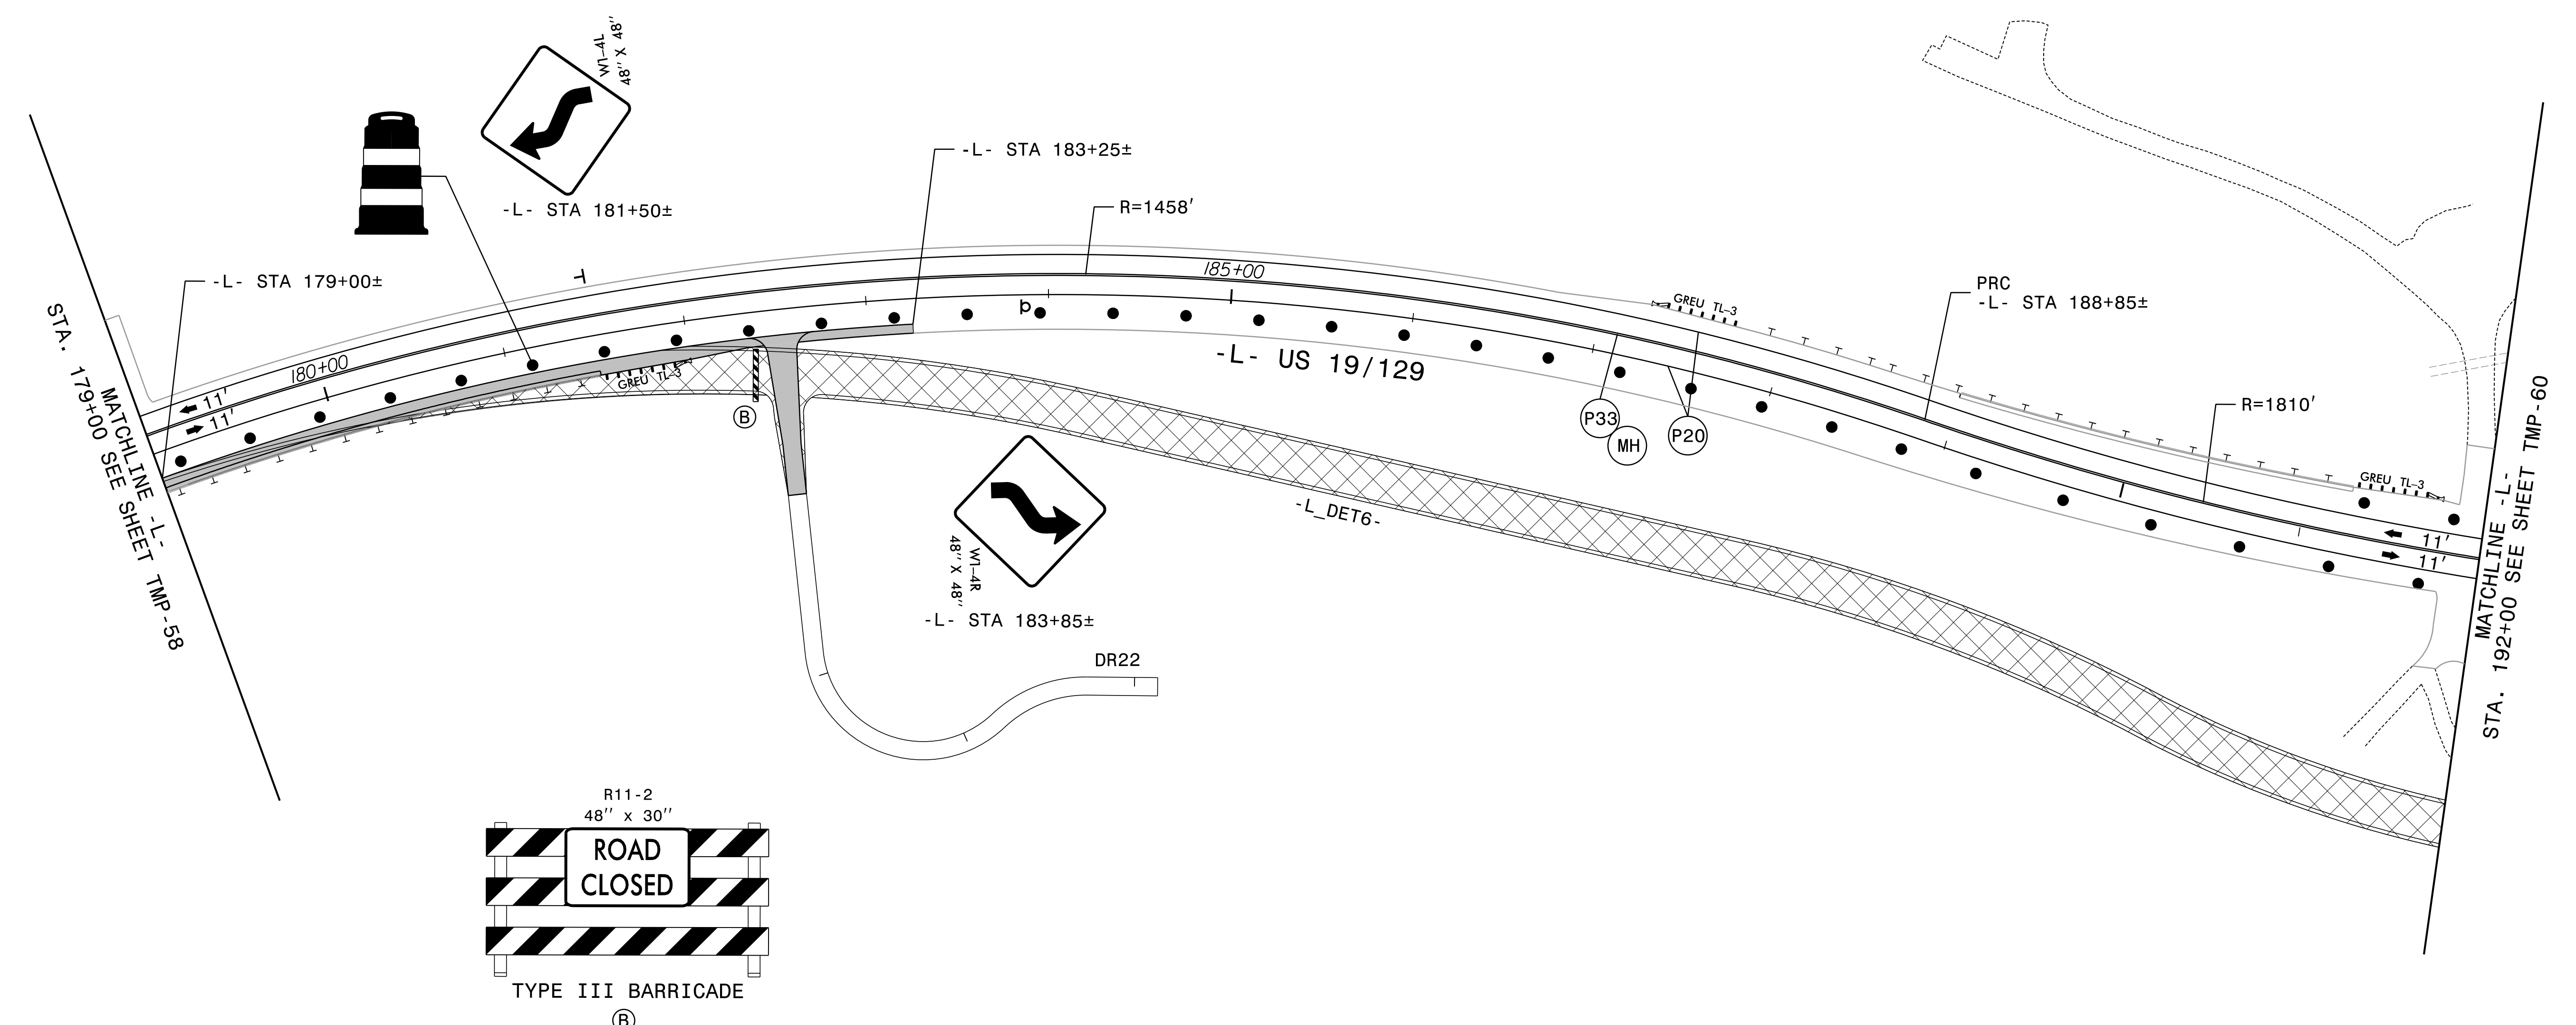 W1-4L
48" X 48"
-L- STA 181+50±
-L- STA 183+25±
R=1458'
-L- STA 179+00±
180+00
185+00
GREU TL-3
PRC
-L- STA 188+85±
-L- US 19/129
11'
11'
GREU TL-3
B
P33
MH
P20
R=1810'
GREU TL-3
11'
11'
MATCHLINE -L-
STA. 179+00 SEE SHEET TMP-58
MATCHLINE -L-
STA. 192+00 SEE SHEET TMP-60
-L_DET6-
W1-4R
48" X 48"
-L- STA 183+85±
DR22
R11-2
48" x 30"
ROAD
CLOSED
TYPE III BARRICADE
B